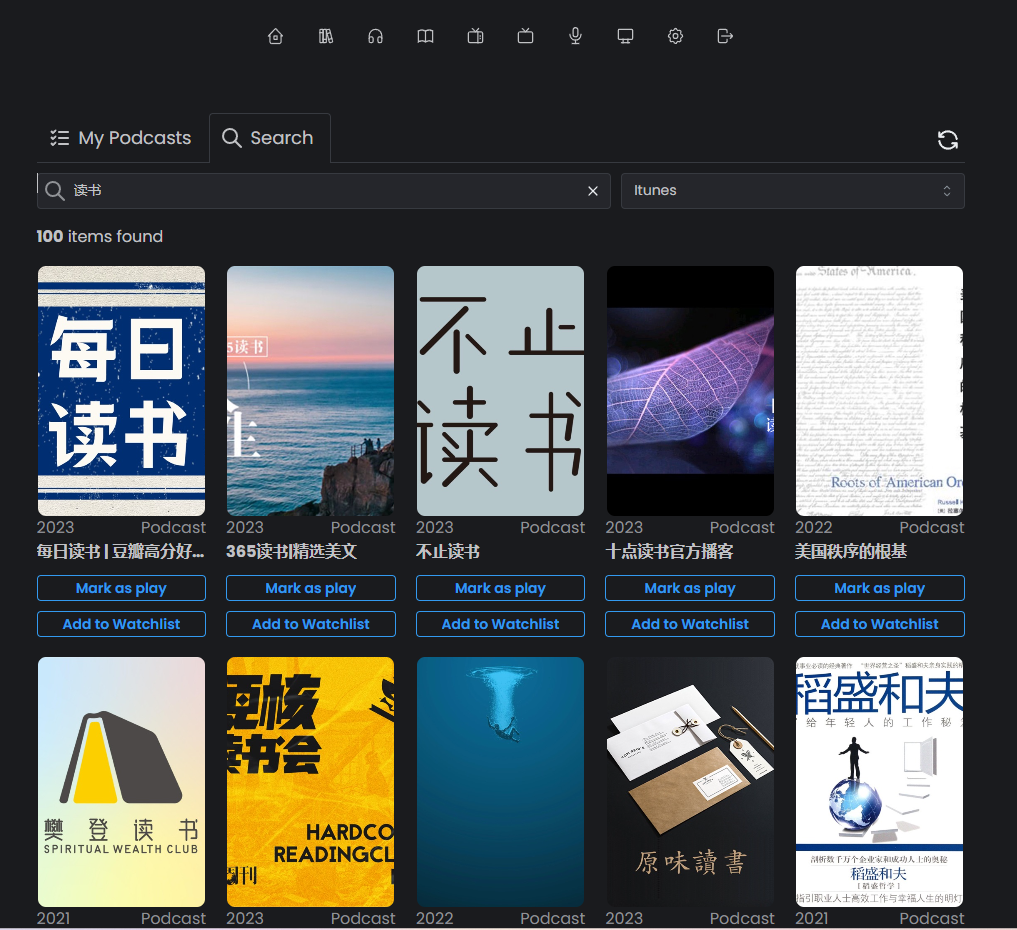 My Podcasts
Search
读书
Itunes
100 items found
每日
读书
5读书
不止
读书
States of America
Roots of American Or
2023 Podcast
2023 Podcast
2023 Podcast
2023 Podcast
2022 Podcast
每日读书 | 豆瓣高分好...
365读书|精选美文
不止读书
十点读书官方播客
美国秩序的根基
Mark as play
Mark as play
Mark as play
Mark as play
Mark as play
Add to Watchlist
Add to Watchlist
Add to Watchlist
Add to Watchlist
Add to Watchlist
樊登读书
SPIRITUAL WEALTH CLUB
硬核
读书会
HARDCO
READINGCL
周刊
原味讀書
稻盛和夫
给年轻人的工作秘
剖析数千万个企业家和成功人士的奥秘
稻盛和夫
[稻盛哲学]
指引职业人士高效工作与幸福人生的明灯
2021 Podcast
2023 Podcast
2022 Podcast
2023 Podcast
2021 Podcast